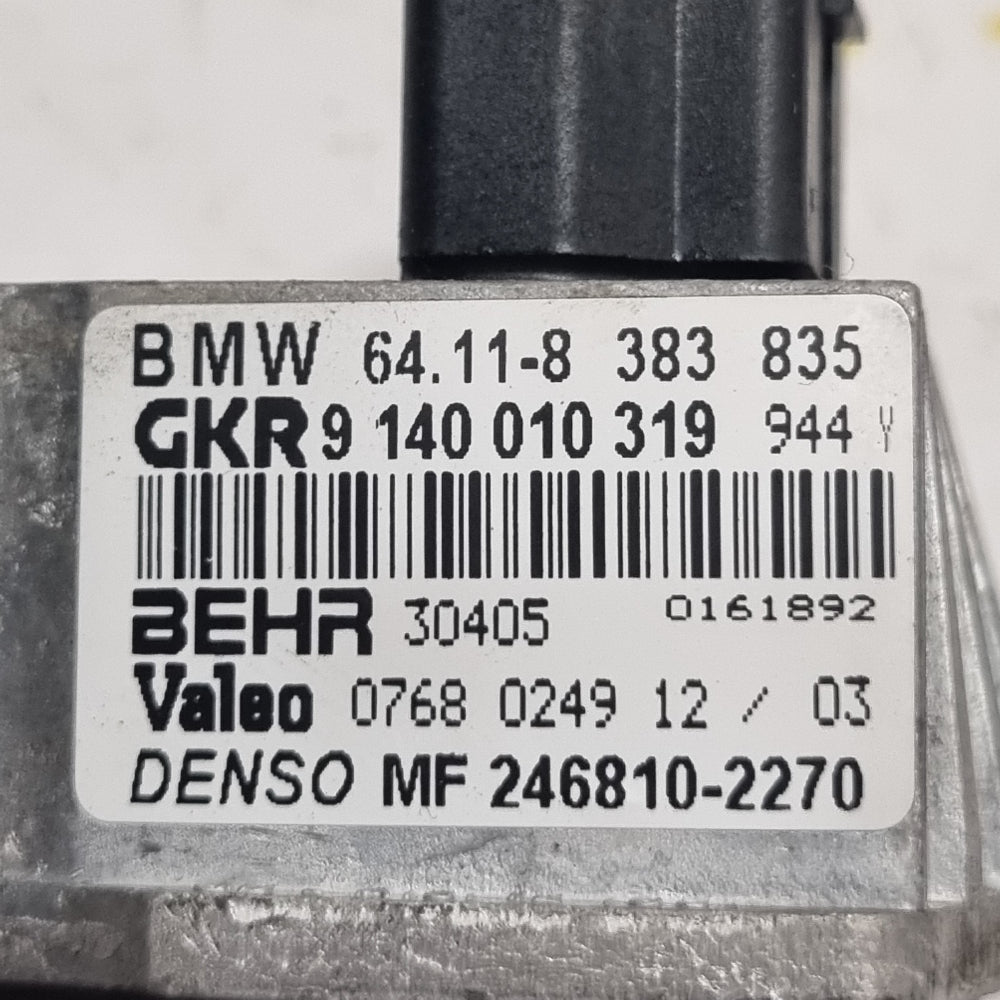 BMW 64.11-8 383 835
GKR 9 140 010 319 944 Y
BEHR 30405 0161892
Valeo 0768 0249 12 / 03
DENSO MF 246810-2270